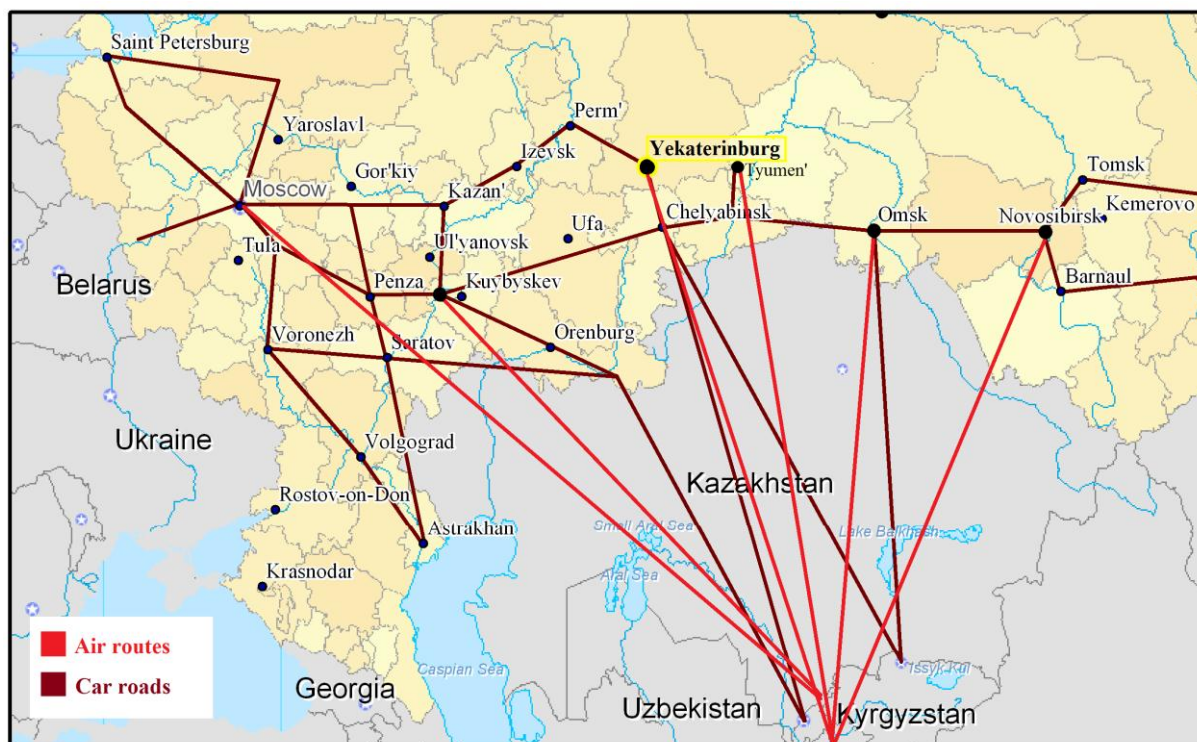 Saint Petersburg
Yaroslavl
Perm'
Izevsk
Yekaterinburg
Tyumen'
Tomsk
Gor'kiy
Moscow
Kazan'
Kemerovo
Chelyabinsk
Omsk
Novosibirsk
Ufa
Ul'yanovsk
Tula
Belarus
Penza
Kuybyskev
Barnaul
Voronezh
Saratov
Orenburg
Ukraine
Volgograd
Kazakhstan
Rostov-on-Don
Small Aral Sea
Lake Balkhash
Astrakhan
Aral Sea
Krasnodar
Air routes
Car roads
Caspian Sea
Issyk Kul
Georgia
Uzbekistan
Kyrgyzstan